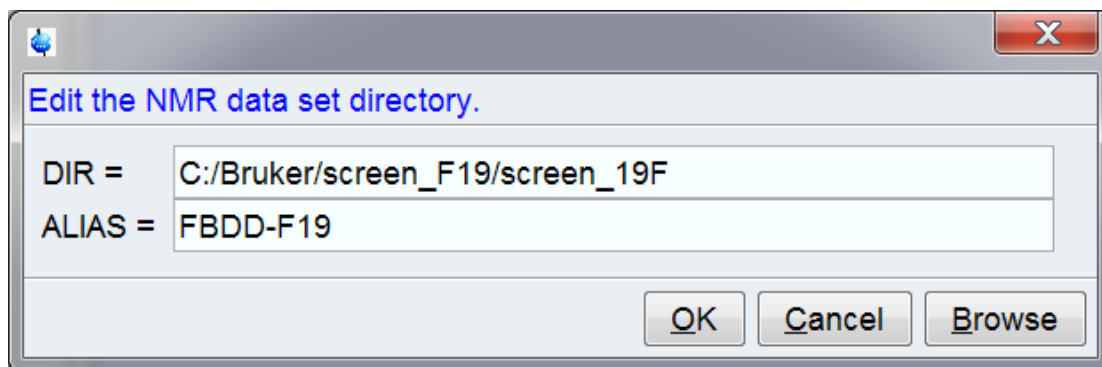 Edit the NMR data set directory.
DIR = C:/Bruker/screen_F19/screen_19F
ALIAS = FBDD-F19
OK Cancel Browse